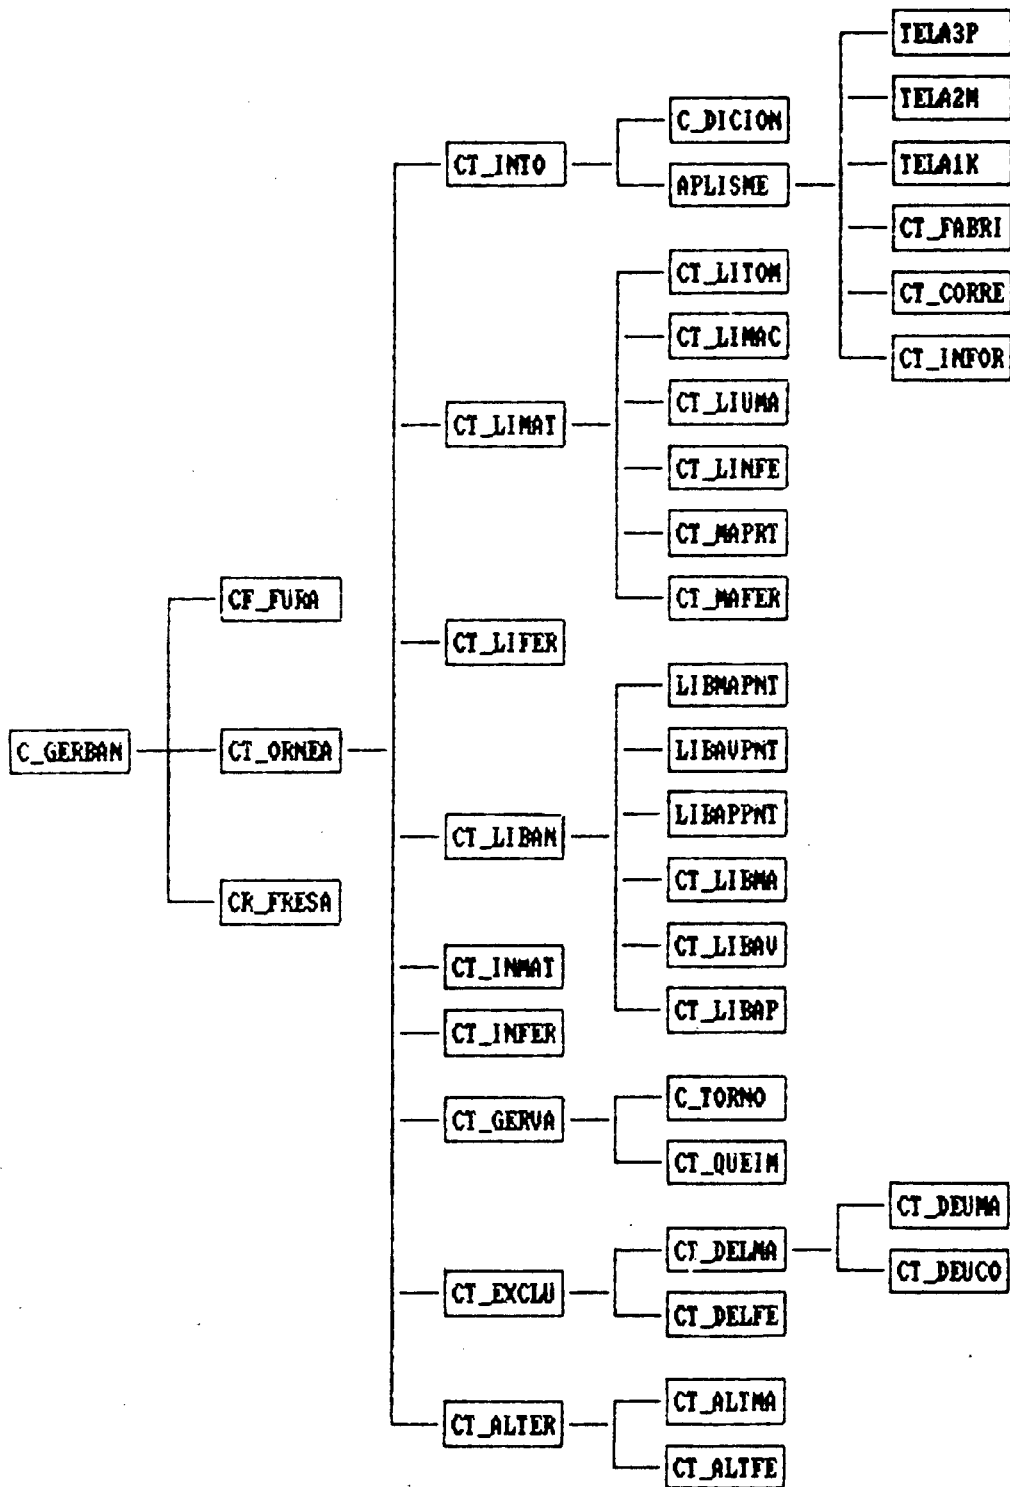 TELA3P
TELA2M
C_DICION
CT_INTO
TELA1K
APLISME
CT_FABRI
CT_LITOM
CT_CORRE
CT_LIMAC
CT_INFOR
CT_LIUMA
CT_LIMAT
CT_LINFE
CT_MAPRT
CF_FURA
CT_MAFER
CT_LIFER
LIBMAPNT
C_GERBAN
CT_ORNEA
LIBAVPNT
LIBAPPNT
CT_LIBAN
CT_LIBMA
CR_FRESA
CT_LIBAV
CT_INMAT
CT_LIBAP
CT_INFER
C_TORNO
CT_GERVA
CT_QUEIM
CT_DEUMA
CT_DELMA
CT_DEUCO
CT_EXCLU
CT_DELFE
CT_ALTMA
CT_ALTER
CT_ALTFE